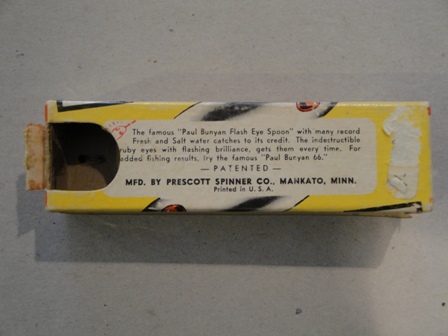 The famous "Paul Bunyan Flash Eye Spoon" with many record
Fresh and Salt water catches to its credit. The indestructible
ruby eyes with flashing brilliance, gets them every time. For
added fishing results, try the famous "Paul Bunyan 66."
— PATENTED —
MFD. BY PRESCOTT SPINNER CO., MANKATO, MINN.
Printed in U. S. A.